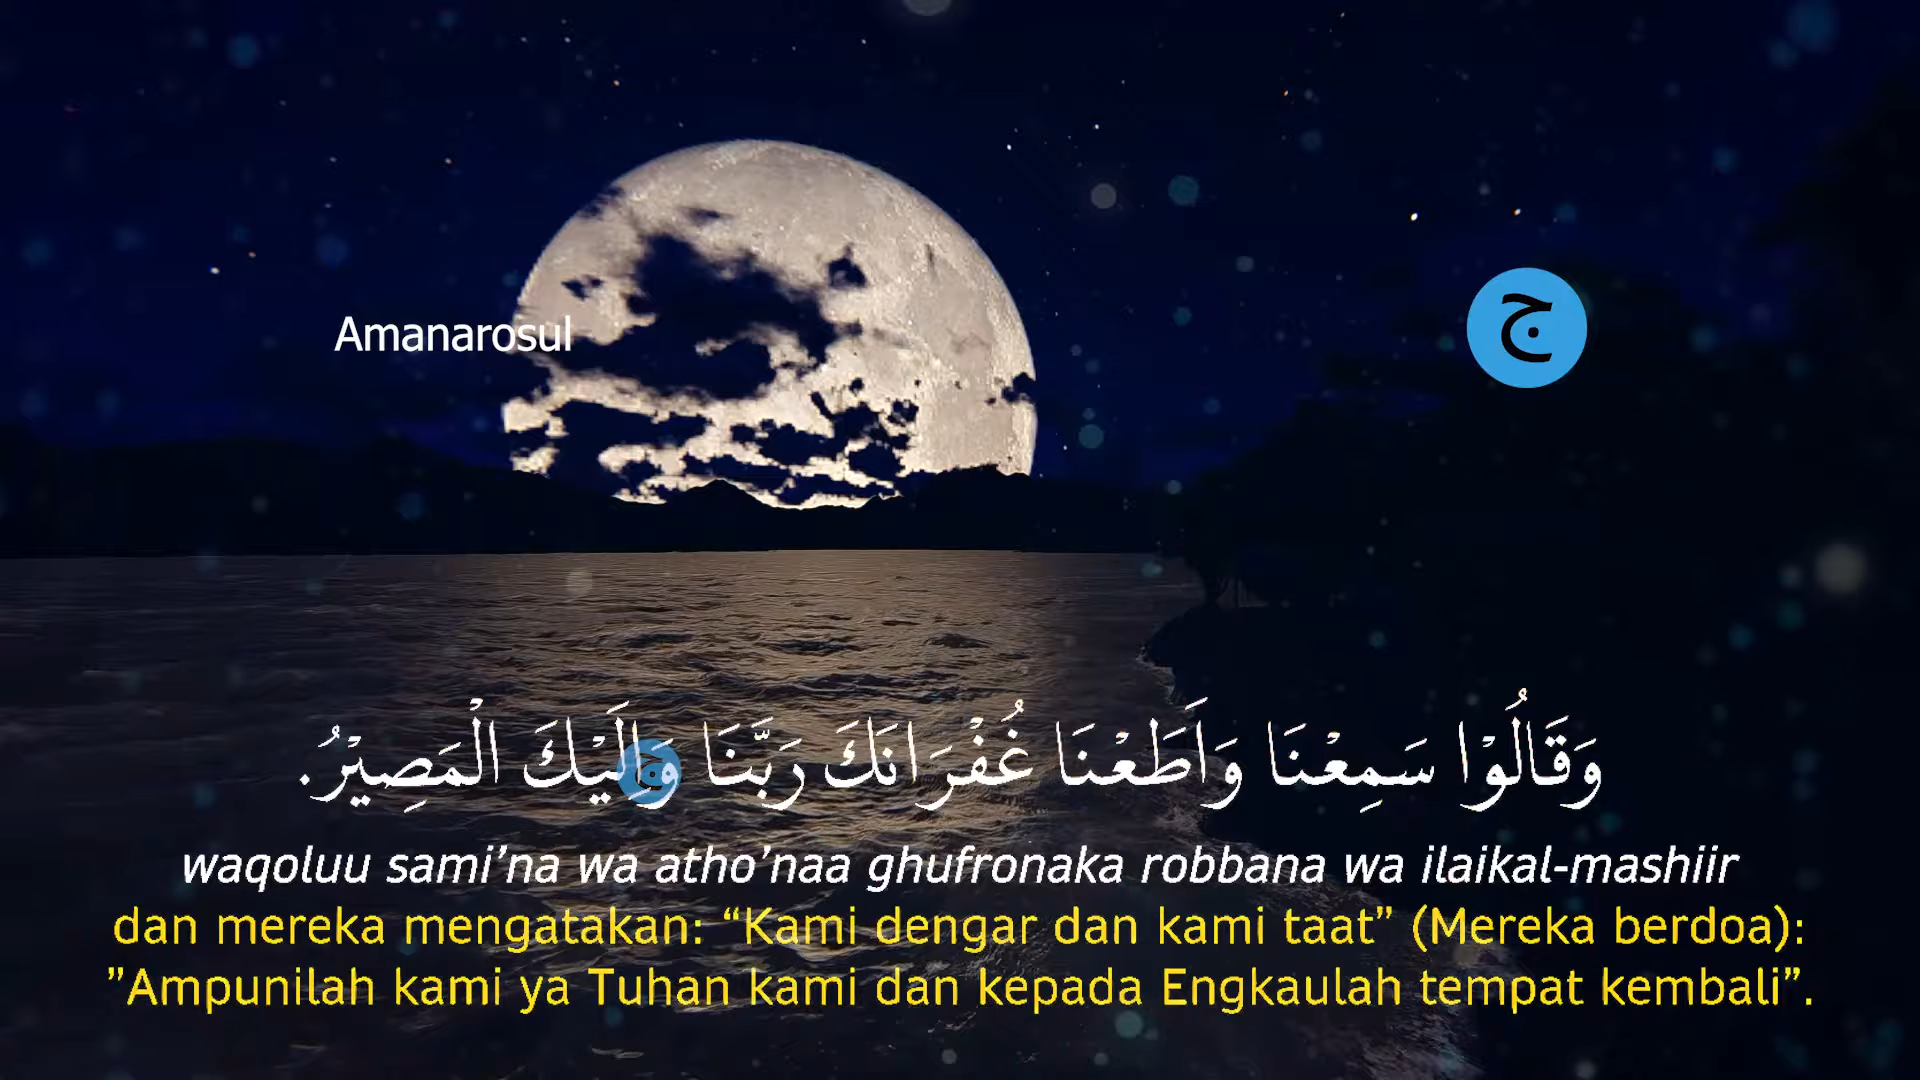 Amanarosul
ج
وَقَالُوْا سَمِعْنَا وَاَطَعْنَا غُفْرَانَكَ رَبَّنَا وَاِلَيْكَ الْمَصِيْرُ.
ج
waqoluu sami’na wa atho’naa ghufronaka robbana wa ilaikal-mashiir
dan mereka mengatakan: “Kami dengar dan kami taat” (Mereka berdoa):
”Ampunilah kami ya Tuhan kami dan kepada Engkaulah tempat kembali”.